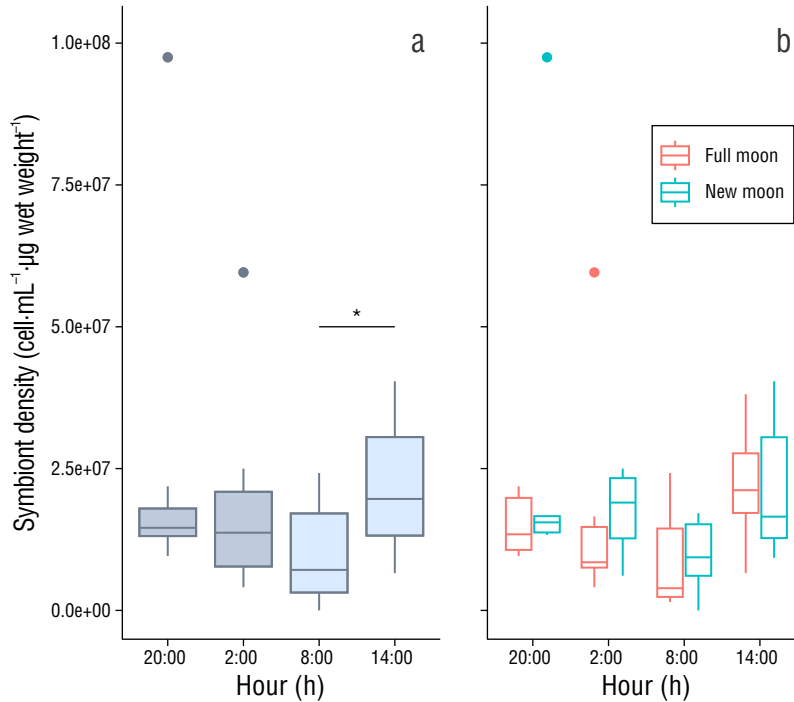 Symbiont density (cell·mL⁻¹·µg wet weight⁻¹)
a
1.0e+08
7.5e+07
5.0e+07
2.5e+07
0.0e+00
*
20:00 2:00 8:00 14:00
Hour (h)
b
Full moon
New moon
20:00 2:00 8:00 14:00
Hour (h)